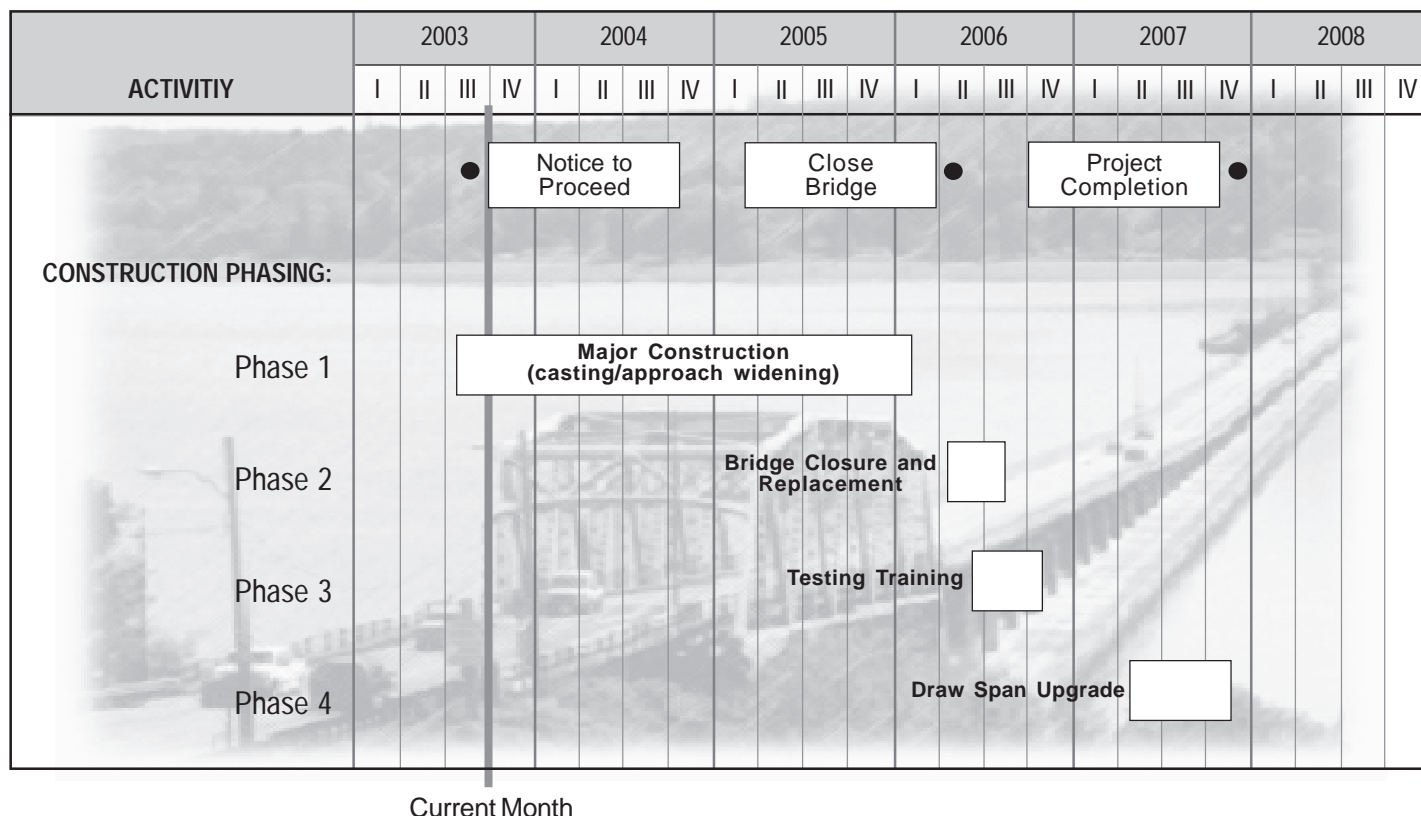 2003 2004 2005 2006 2007 2008
ACTIVITIY I II III IV I II III IV I II III IV I II III IV I II III IV I II III IV
Notice to
Proceed
Close
Bridge
Project
Completion
CONSTRUCTION PHASING:
Phase 1
Major Construction
(casting/approach widening)
Phase 2
Bridge Closure and
Replacement
Phase 3
Testing Training
Phase 4
Draw Span Upgrade
Current Month